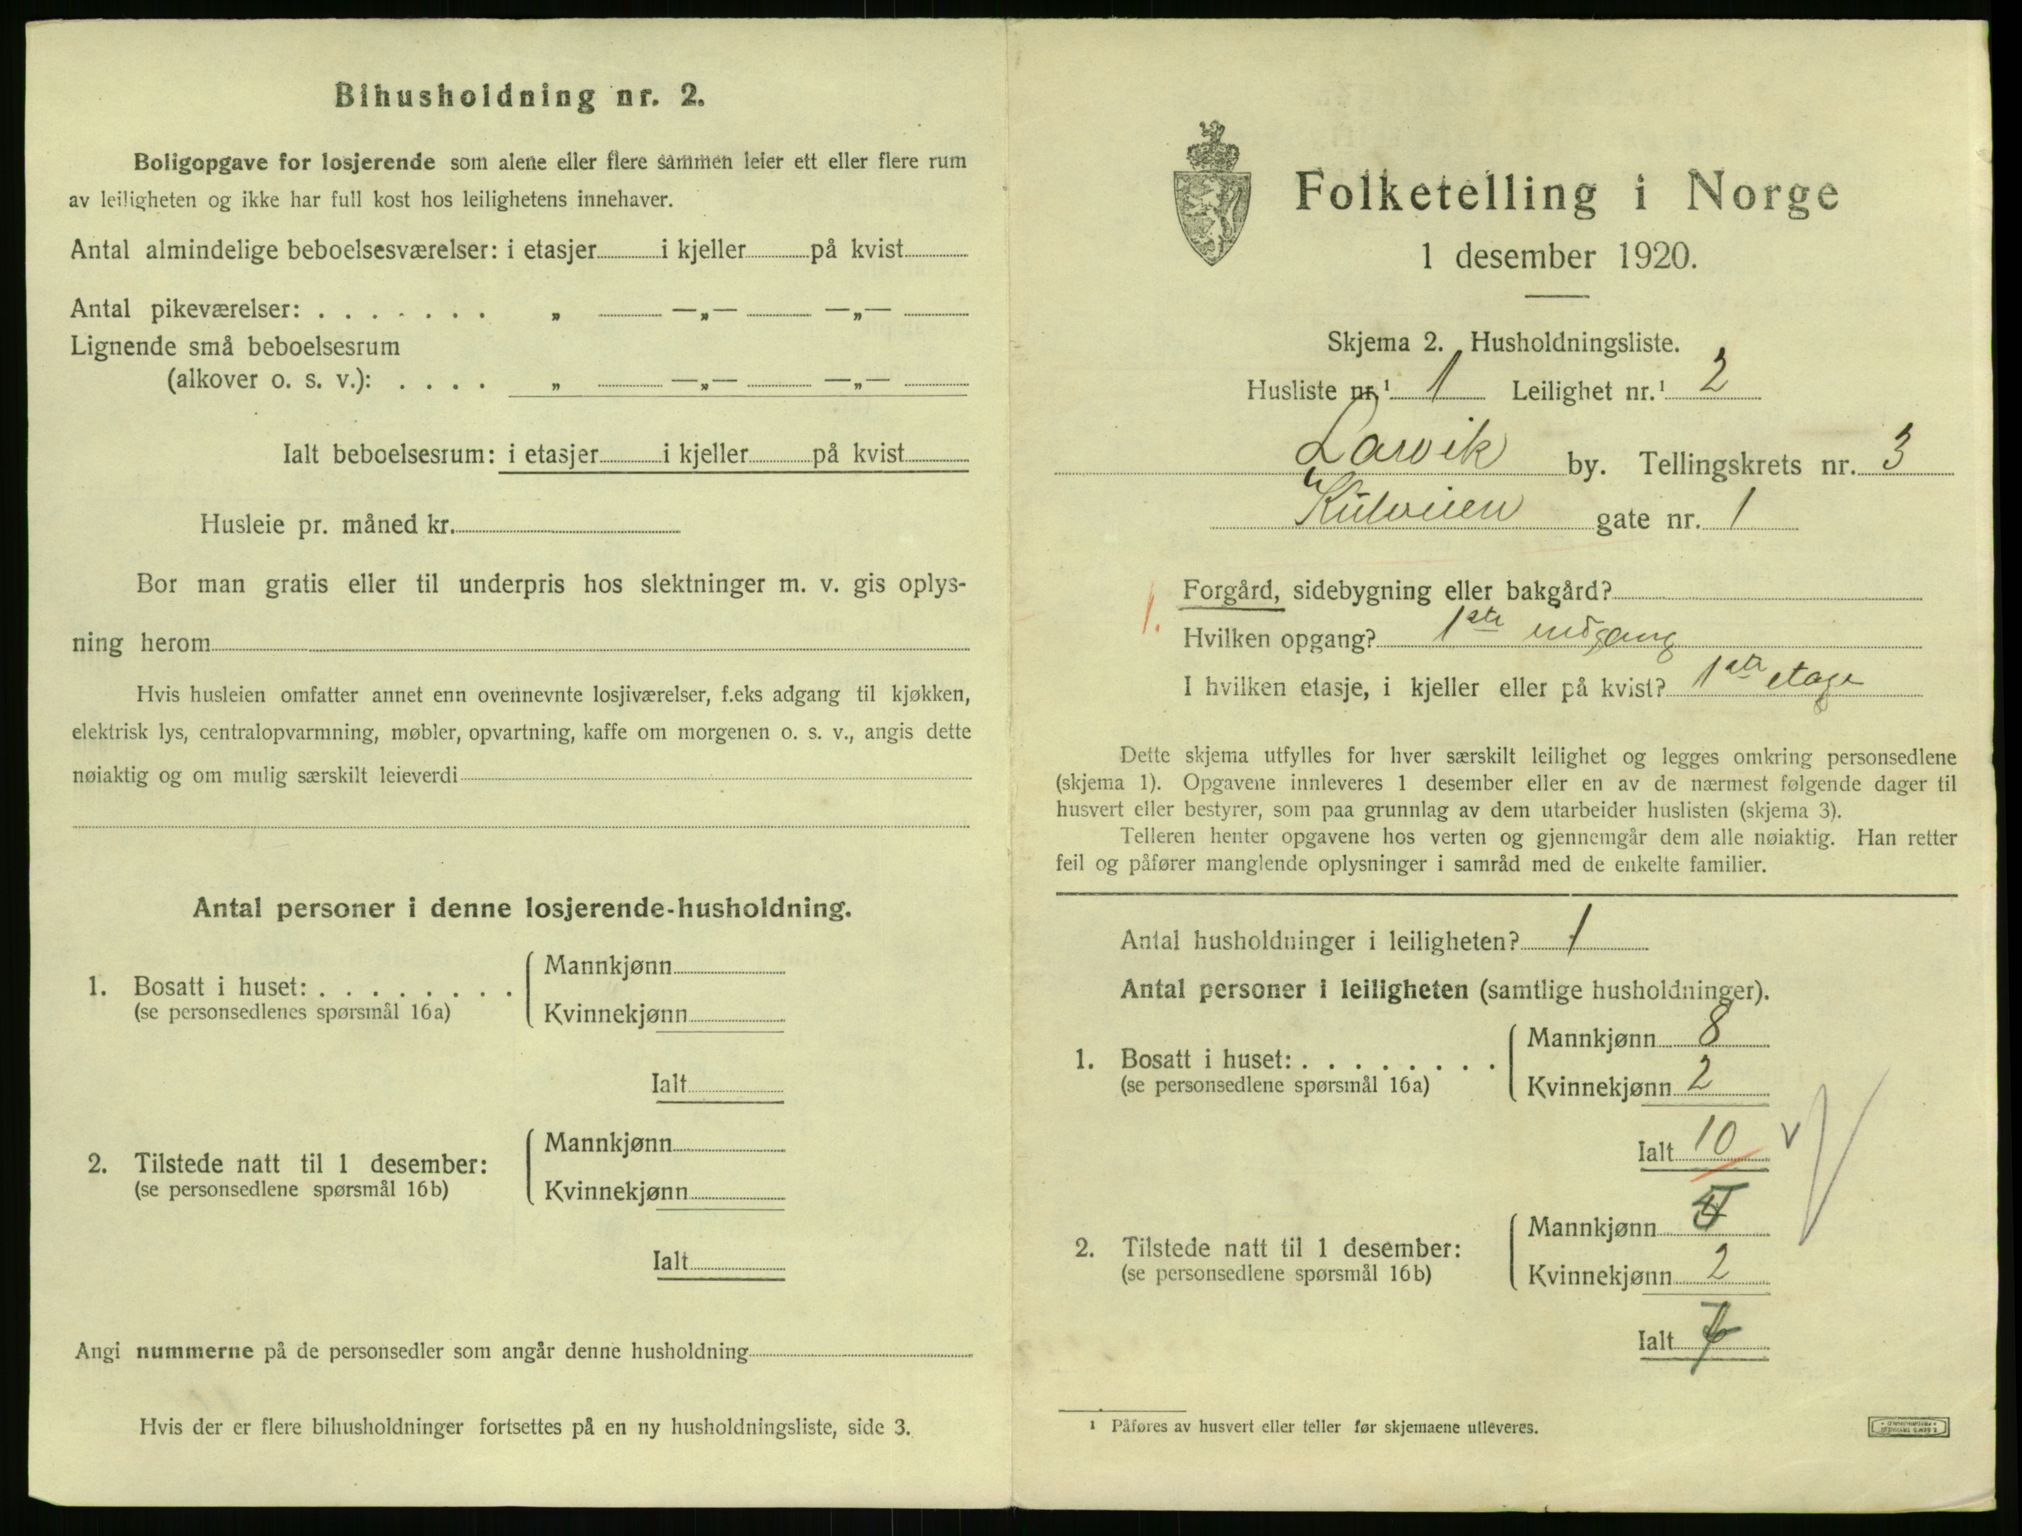 Bihusholdning nr. 2.
Boligopgave for losjerende som alene eller flere sammen leier ett eller flere rum
av leiligheten og ikke har full kost hos leilighetens innehaver.
Antal almindelige beboelsesværelser: i etasjer i kjeller på kvist
Antal pikeværelser: . . . . . . . „ —„— —„—
Lignende små beboelsesrum
(alkover o. s. v.): . . . . „ —„— —„—
Ialt beboelsesrum: i etasjer i kjeller på kvist
Husleie pr. måned kr.
Bor man gratis eller til underpris hos slektninger m. v. gis oplys-
ning herom
Hvis husleien omfatter annet enn ovennevnte losjiværelser, f.eks adgang til kjøkken,
elektrisk lys, centralopvarmning, møbler, opvartning, kaffe om morgenen o. s. v., angis dette
nøiaktig og om mulig særskilt leieverdi
Antal personer i denne losjerende-husholdning.
1. Bosatt i huset: . . . . . . . . Mannkjønn
(se personsedlenes spørsmål 16a) Kvinnekjønn
Ialt
2. Tilstede natt til 1 desember: Mannkjønn
(se personsedlene spørsmål 16b) Kvinnekjønn
Ialt
Angi nummerne på de personsedler som angår denne husholdning
Hvis der er flere bihusholdninger fortsettes på en ny husholdningsliste, side 3.
Folketelling i Norge
1 desember 1920.
Skjema 2. Husholdningsliste.
Husliste nr.¹ 1 Leilighet nr.¹ 2
Larvik by. Tellingskrets nr. 3
gate nr. 1
1. Forgård, sidebygning eller bakgård?
Hvilken opgang? 1ste indgang
I hvilken etasje, i kjeller eller på kvist? 1ste etage
Dette skjema utfylles for hver særskilt leilighet og legges omkring personsedlene
(skjema 1). Opgavene innleveres 1 desember eller en av de nærmest følgende dager til
husvert eller bestyrer, som paa grunnlag av dem utarbeider huslisten (skjema 3).
Telleren henter opgavene hos verten og gjennemgår dem alle nøiaktig. Han retter
feil og påfører manglende oplysninger i samråd med de enkelte familier.
Antal husholdninger i leiligheten? 1
Antal personer i leiligheten (samtlige husholdninger).
1. Bosatt i huset: . . . . . . . . Mannkjønn 8
(se personsedlene spørsmål 16a) Kvinnekjønn 2
Ialt 10 v
2. Tilstede natt til 1 desember: Mannkjønn
(se personsedlene spørsmål 16b) Kvinnekjønn 2
Ialt
¹ Påføres av husvert eller teller før skjemaene utleveres.